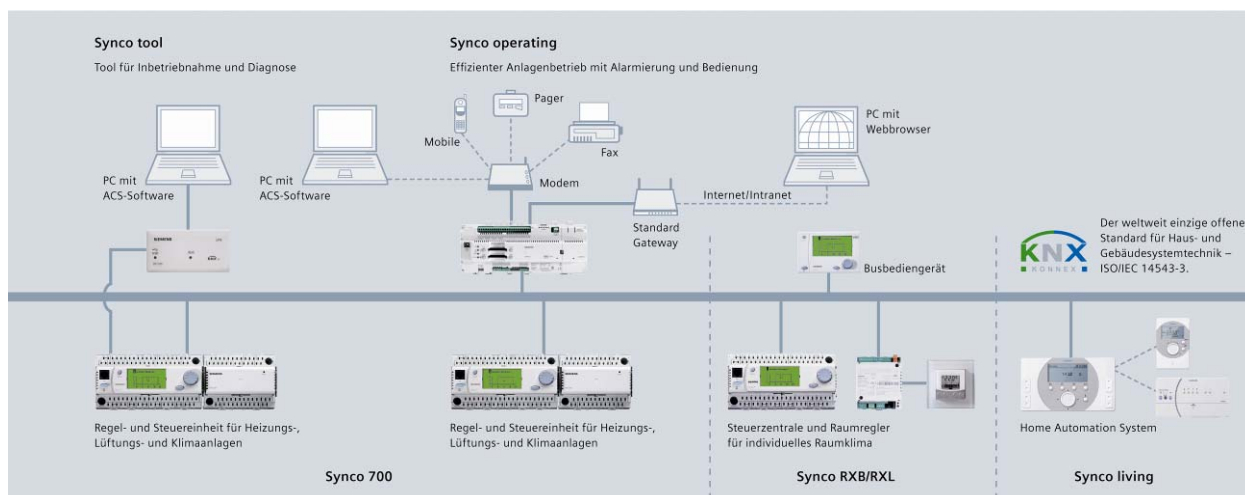 Synco tool
Tool für Inbetriebnahme und Diagnose
Synco operating
Effizienter Anlagenbetrieb mit Alarmierung und Bedienung
Pager
Mobile
Fax
PC mit
Webbrowser
PC mit
ACS-Software
PC mit
ACS-Software
Modem
Internet/Intranet
Standard
Gateway
SIEMENS
Busbediengerät
KNX
KONNEX
Der weltweit einzige offene
Standard für Haus- und
Gebäudesystemtechnik –
ISO/IEC 14543-3.
Regel- und Steuereinheit für Heizungs-,
Lüftungs- und Klimaanlagen
Regel- und Steuereinheit für Heizungs-,
Lüftungs- und Klimaanlagen
Steuerzentrale und Raumregler
für individuelles Raumklima
Home Automation System
Synco 700
Synco RXB/RXL
Synco living